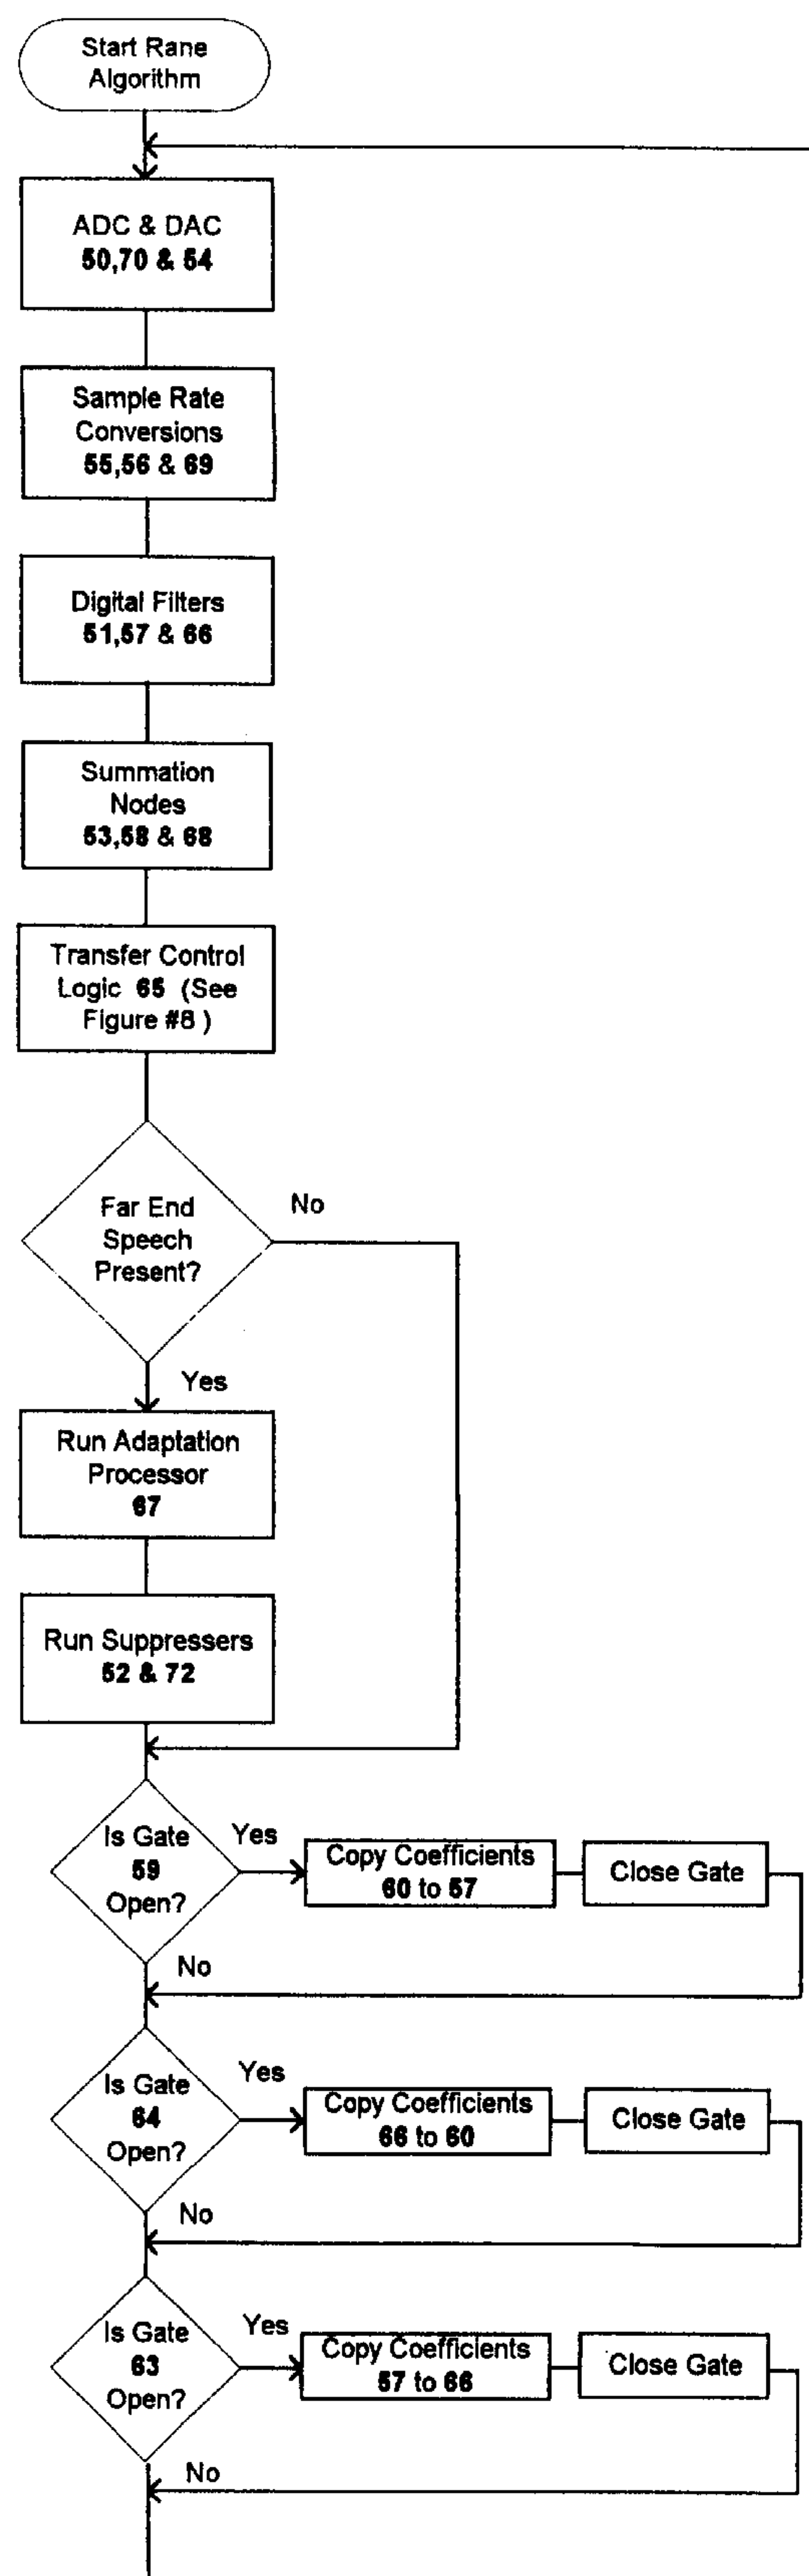 Start Rane
Algorithm
ADC & DAC
50,70 & 54
Sample Rate
Conversions
55,56 & 69
Digital Filters
51,57 & 66
Summation
Nodes
53,58 & 68
Transfer Control
Logic 65 (See
Figure #8 )
Far End
Speech
Present?
No
Yes
Run Adaptation
Processor
67
Run Suppressers
52 & 72
Is Gate
59
Open?
Yes
Copy Coefficients
60 to 57
Close Gate
No
Is Gate
64
Open?
Yes
Copy Coefficients
66 to 60
Close Gate
No
Is Gate
63
Open?
Yes
Copy Coefficients
57 to 66
Close Gate
No